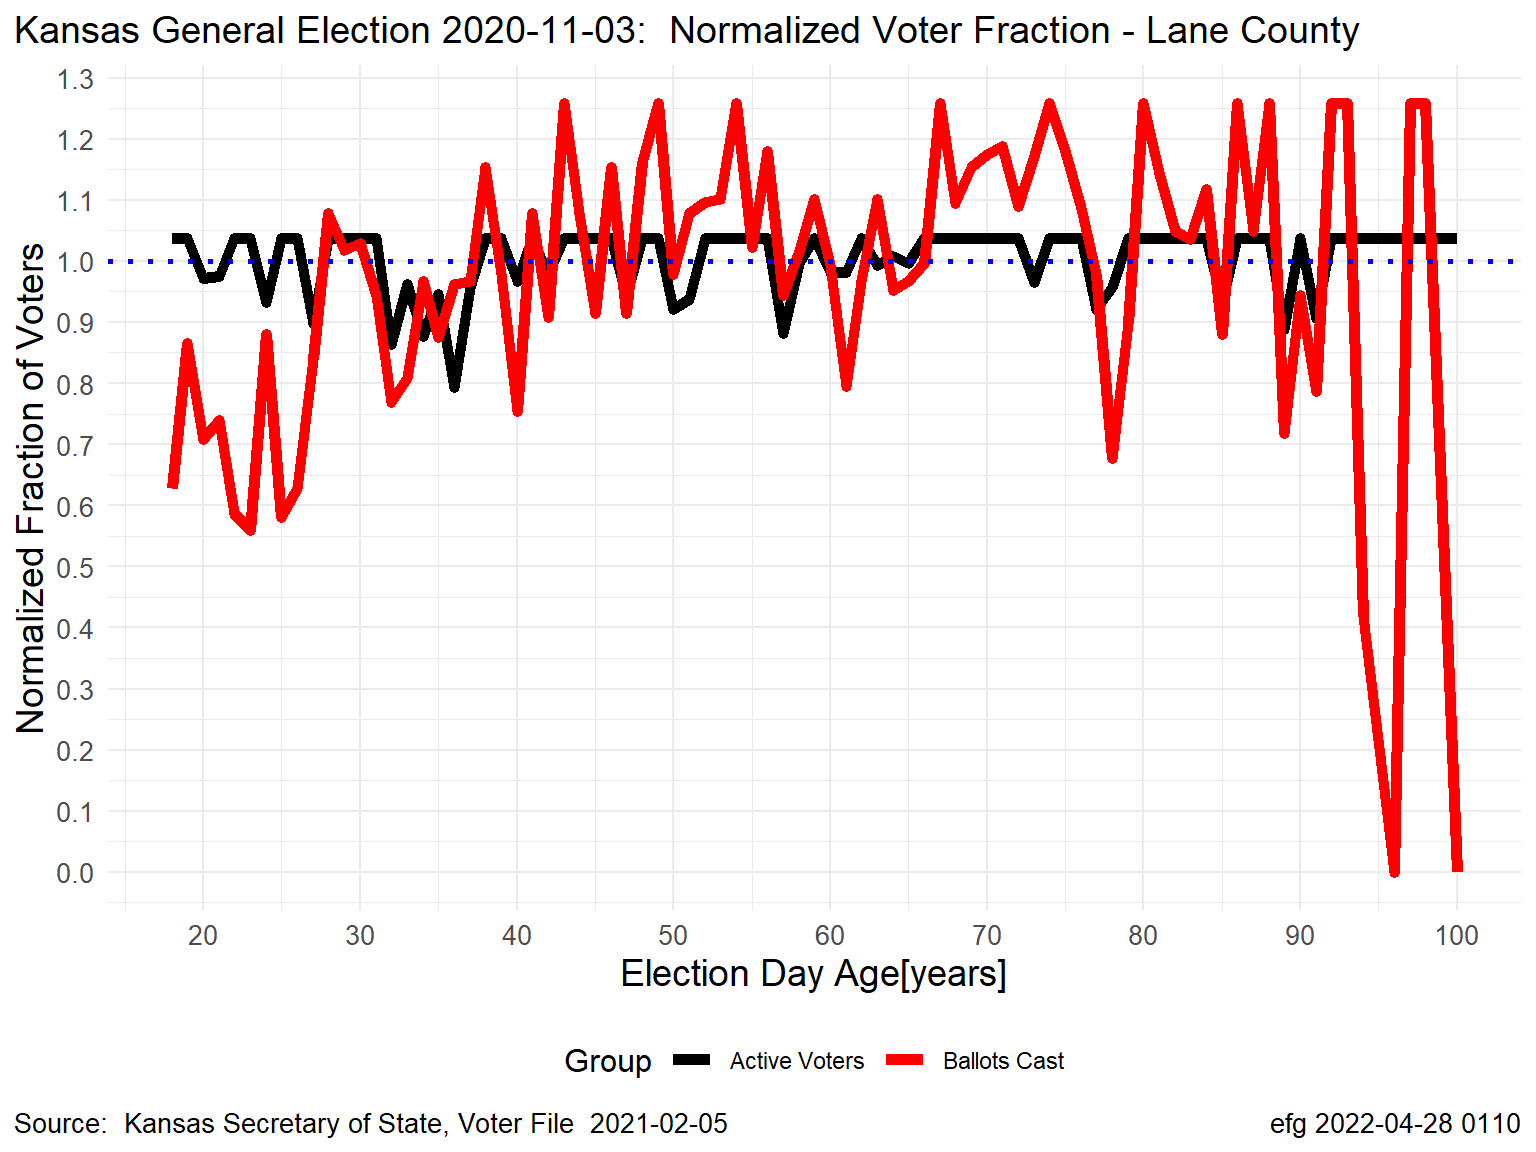 Kansas General Election 2020-11-03:  Normalized Voter Fraction - Lane County
Normalized Fraction of Voters
1.3
1.2
1.1
1.0
0.9
0.8
0.7
0.6
0.5
0.4
0.3
0.2
0.1
0.0
20 30 40 50 60 70 80 90 100
Election Day Age[years]
Group Active Voters Ballots Cast
Source:  Kansas Secretary of State, Voter File  2021-02-05 efg 2022-04-28 0110